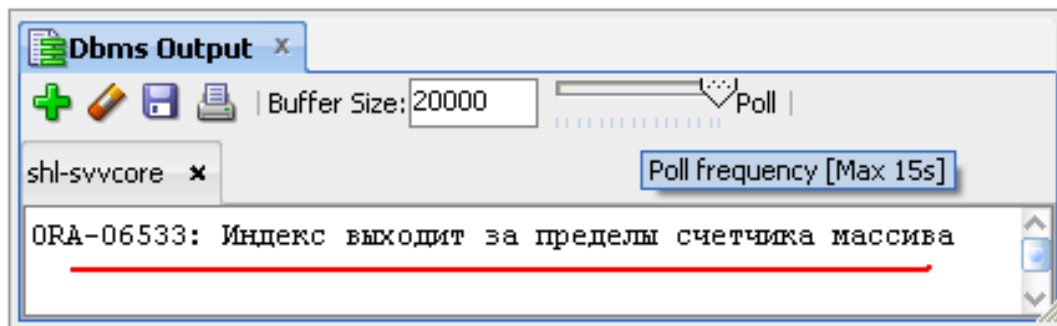 Dbms Output x
Buffer Size: 20000 Poll
shl-svvcore x
Poll frequency [Max 15s]
ORA-06533: Индекс выходит за пределы счетчика массива